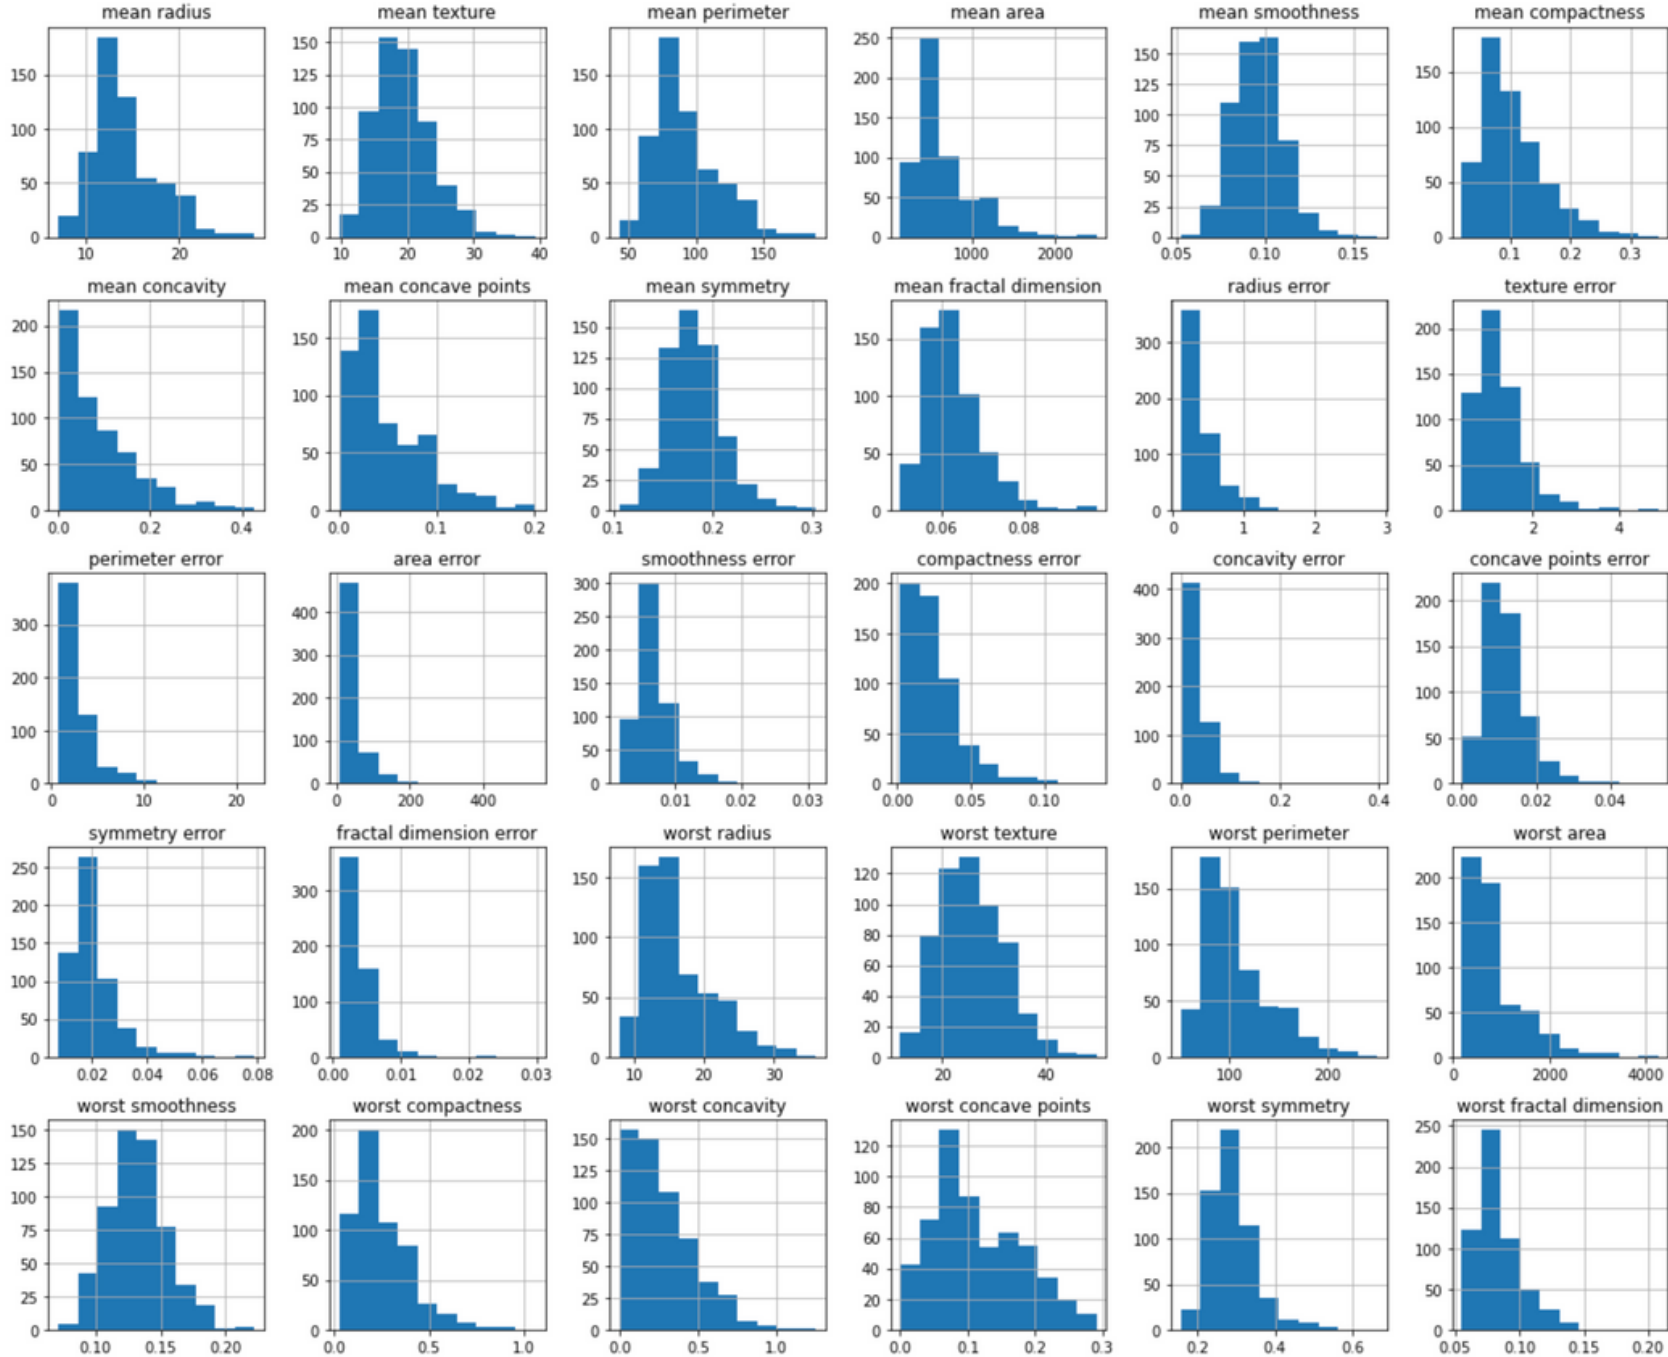 mean radius mean texture mean perimeter mean area mean smoothness mean compactness
150 100 50 0 10 20
150 125 100 75 50 25 0 10 20 30 40
150 100 50 0 50 100 150
250 200 150 100 50 0 1000 2000
150 125 100 75 50 25 0 0.05 0.10 0.15
150 100 50 0 0.1 0.2 0.3
mean concavity mean concave points mean symmetry mean fractal dimension radius error texture error
200 150 100 50 0 0.0 0.2 0.4
150 100 50 0 0.0 0.1 0.2
150 125 100 75 50 25 0 0.1 0.2 0.3
150 100 50 0 0.06 0.08
300 200 100 0 0 1 2 3
200 150 100 50 0 2 4
perimeter error area error smoothness error compactness error concavity error concave points error
300 200 100 0 0 10 20
400 300 200 100 0 0 200 400
300 250 200 150 100 50 0 0.01 0.02 0.03
200 150 100 50 0 0.00 0.05 0.10
400 300 200 100 0 0.0 0.2 0.4
200 150 100 50 0 0.00 0.02 0.04
symmetry error fractal dimension error worst radius worst texture worst perimeter worst area
250 200 150 100 50 0 0.02 0.04 0.06 0.08
300 200 100 0 0.00 0.01 0.02 0.03
150 100 50 0 10 20 30
120 100 80 60 40 20 0 20 40
150 100 50 0 100 200
200 150 100 50 0 0 2000 4000
worst smoothness worst compactness worst concavity worst concave points worst symmetry worst fractal dimension
150 125 100 75 50 25 0 0.10 0.15 0.20
200 150 100 50 0 0.0 0.5 1.0
150 125 100 75 50 25 0 0.0 0.5 1.0
120 100 80 60 40 20 0 0.0 0.1 0.2 0.3
200 150 100 50 0 0.2 0.4 0.6
250 200 150 100 50 0 0.05 0.10 0.15 0.20